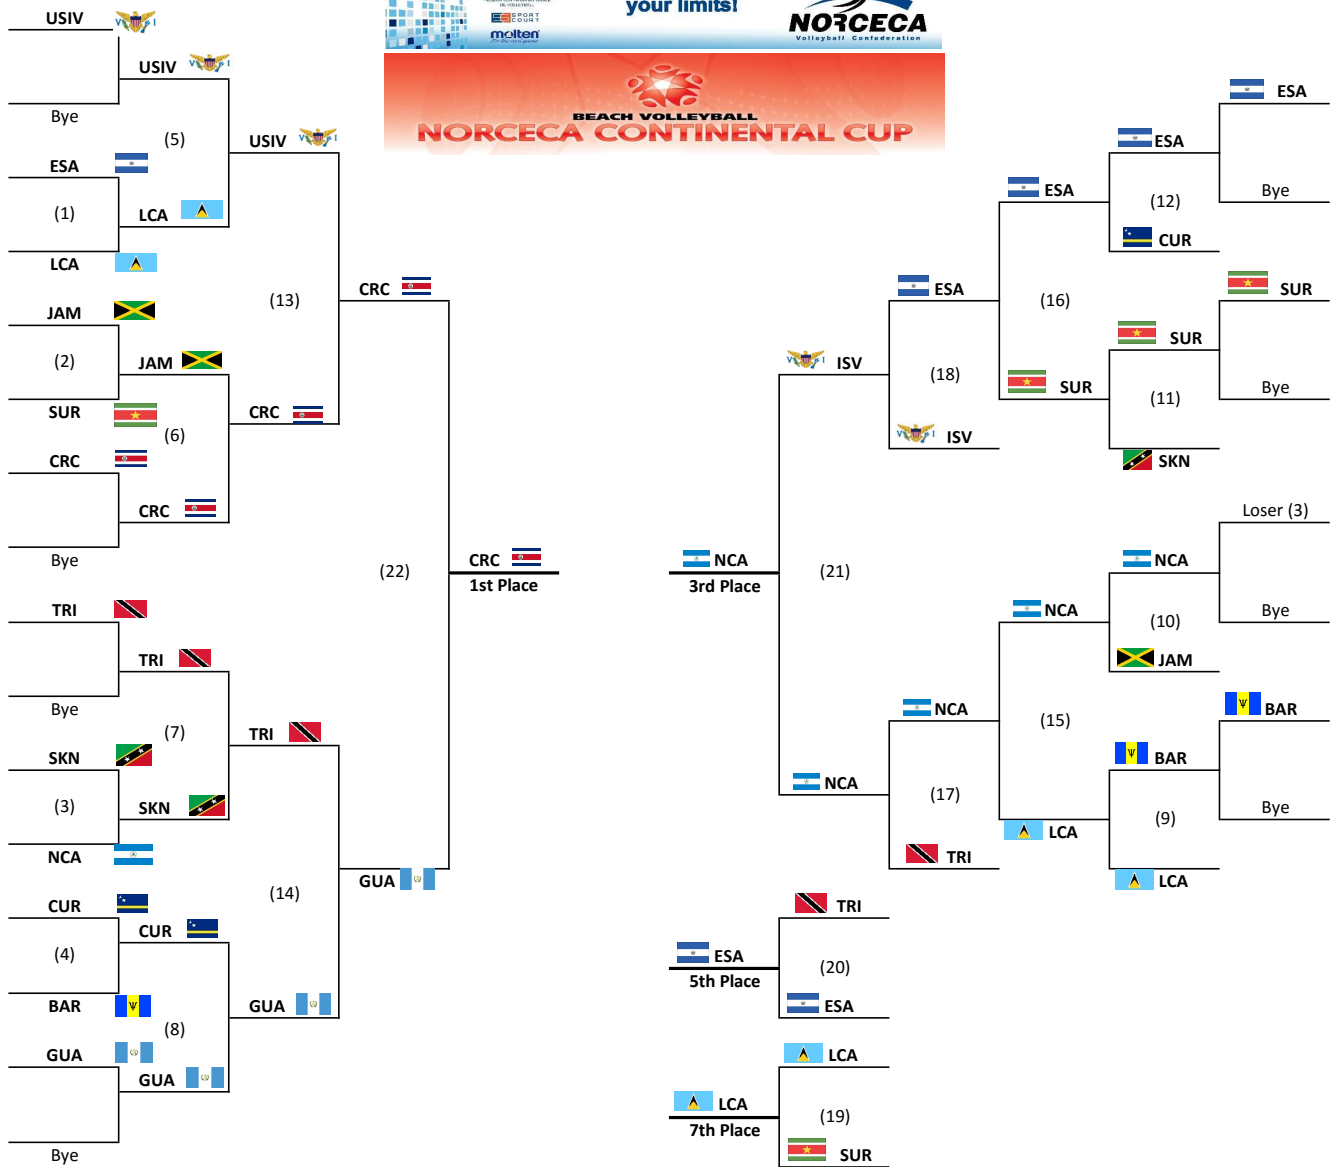 your limits!
SPORT
COURT
molten
NORCECA
Volleyball Confederation
BEACH VOLLEYBALL
NORCECA CONTINENTAL CUP
USIV
USIV
Bye
(5)
USIV
ESA
(1)
LCA
LCA
(13)
CRC
JAM
(2)
JAM
SUR
(6)
CRC
CRC
CRC
Bye
(22)
CRC
1st Place
TRI
TRI
Bye
(7)
TRI
SKN
(3)
SKN
NCA
(14)
GUA
CUR
CUR
(4)
BAR
(8)
GUA
GUA
GUA
Bye
ESA
ESA
ESA
(12)
Bye
CUR
ESA
(16)
SUR
SUR
ISV
(18)
SUR
(11)
Bye
ISV
SKN
Loser (3)
NCA
3rd Place
(21)
NCA
NCA
(10)
Bye
JAM
NCA
(15)
BAR
BAR
NCA
(17)
LCA
(9)
Bye
TRI
LCA
TRI
ESA
5th Place
(20)
ESA
LCA
LCA
7th Place
(19)
SUR